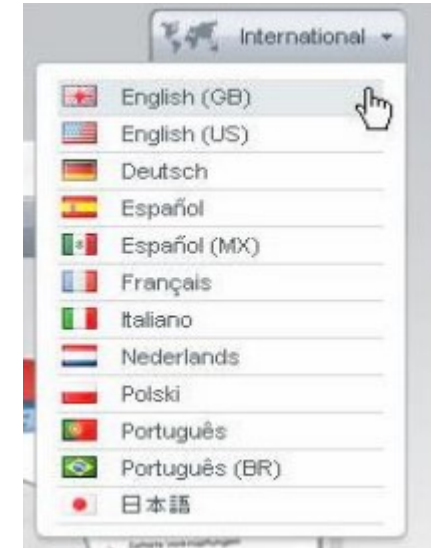 International
English (GB)
English (US)
Deutsch
Español
Español (MX)
Français
Italiano
Nederlands
Polski
Português
Português (BR)
日本語